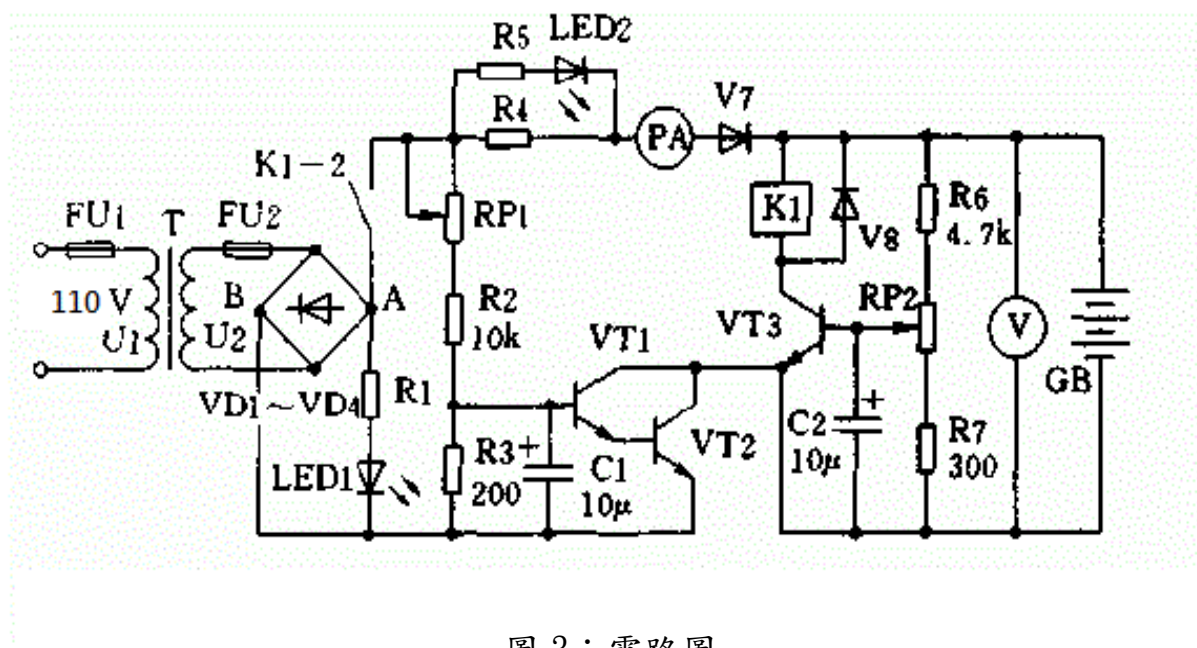 R5 LED2
R4 PA V7
K1-2
FU1 T FU2
RP1
K1 V8
R6
4.7k
110 V B A
U1 U2
R2
10k
VT1 VT3
RP2
V
GB
VD1~VD4 R1
VT2
C2 +
10μ
R7
300
LED1
R3 +
200
C1
10μ